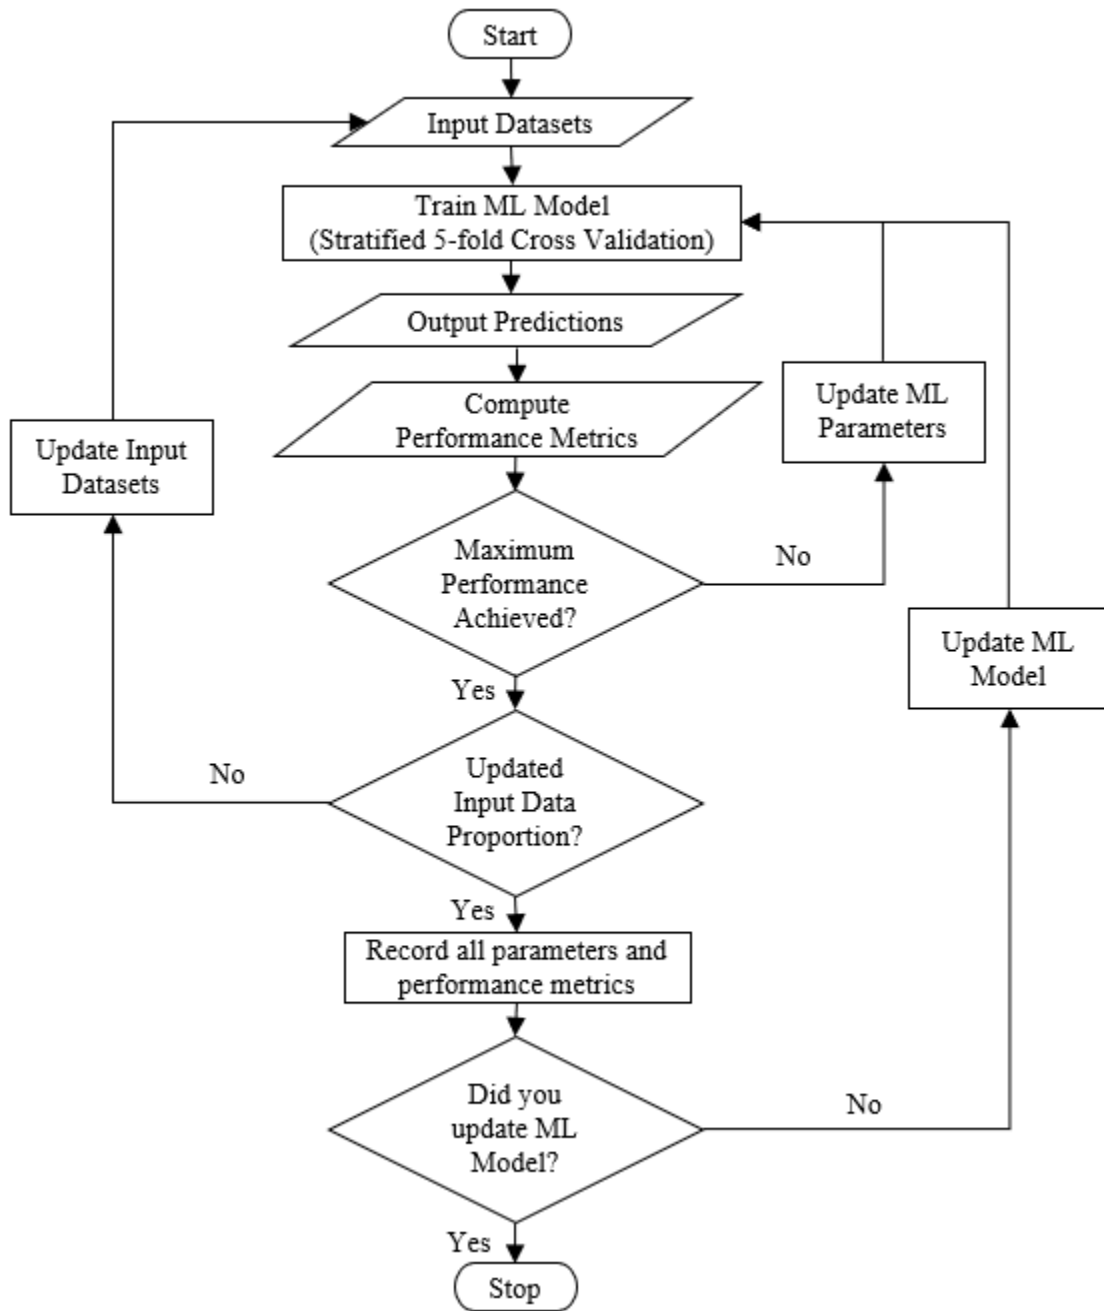 Start
Input Datasets
Train ML Model
(Stratified 5-fold Cross Validation)
Output Predictions
Compute
Performance Metrics
Update ML
Parameters
Update Input
Datasets
Maximum
Performance
Achieved?
No
Yes
Update ML
Model
Updated
Input Data
Proportion?
No
Yes
Record all parameters and
performance metrics
Did you
update ML
Model?
No
Yes
Stop